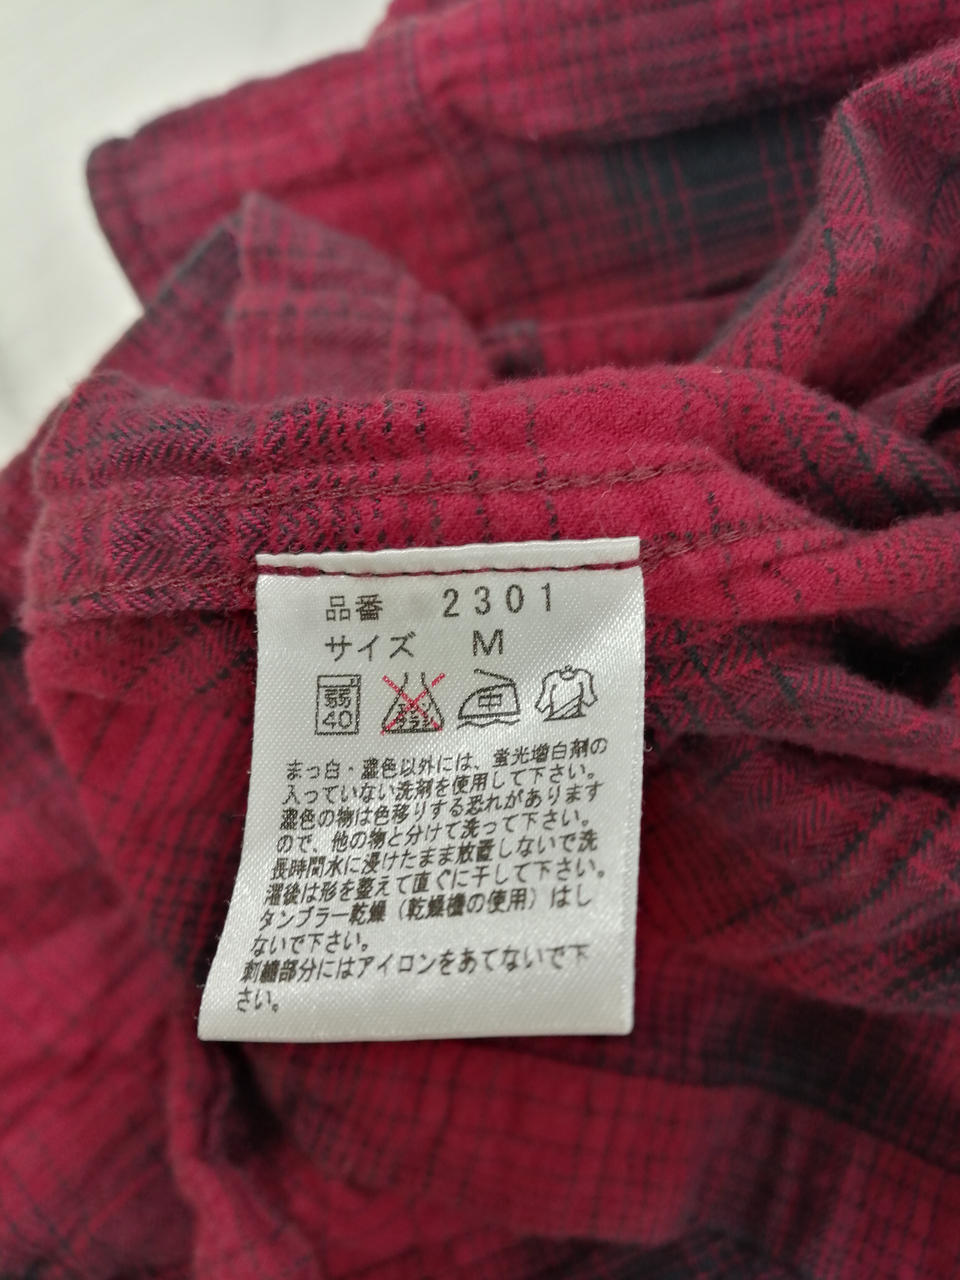 品番 2301
サイズ M
弱
40
エンソサラシ
中
まっ白・濃色以外には、蛍光増白剤の
入っていない洗剤を使用して下さい。
濃色の物は色移りする恐れがあります
ので、他の物と分けて洗って下さい。
長時間水に浸けたまま放置しないで洗
濯後は形を整えて直ぐに干して下さい。
タンブラー乾燥（乾燥機の使用）はし
ないで下さい。
刺繍部分にはアイロンをあてないで下
さい。